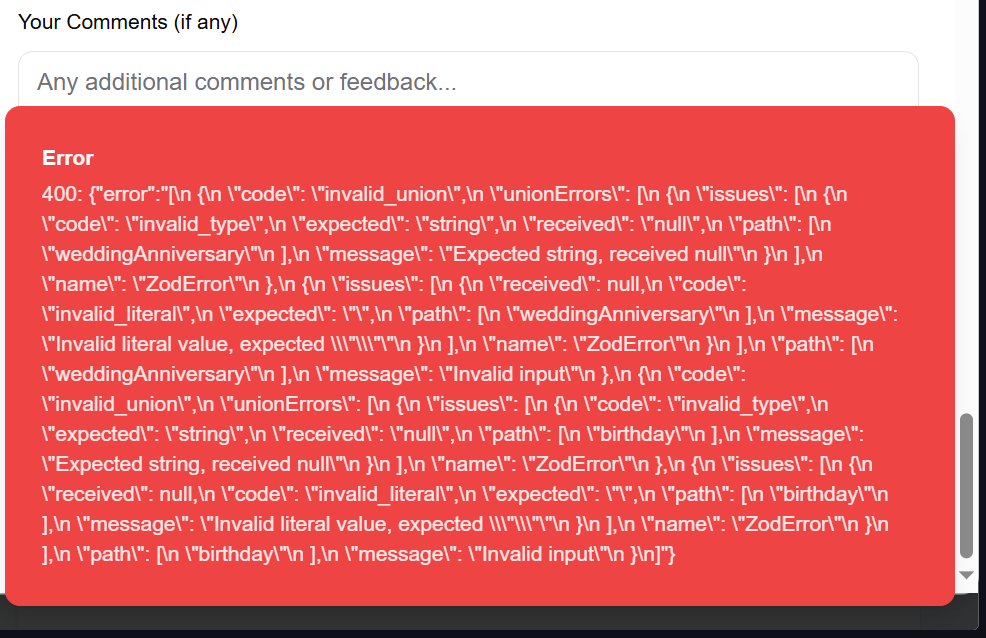 Your Comments (if any)
Any additional comments or feedback...
Error
400: {"error":"[\n {\n \"code\": \"invalid_union\",\n \"unionErrors\": [\n {\n \"issues\": [\n {\n
\"code\": \"invalid_type\",\n \"expected\": \"string\",\n \"received\": \"null\",\n \"path\": [\n
\"weddingAnniversary\"\n ],\n \"message\": \"Expected string, received null\"\n }\n ],\n
\"name\": \"ZodError\"\n },\n {\n \"issues\": [\n {\n \"received\": null,\n \"code\":
\"invalid_literal\",\n \"expected\": \"\",\n \"path\": [\n \"weddingAnniversary\"\n ],\n \"message\":
\"Invalid literal value, expected \\\"\\\"\"\n }\n ],\n \"name\": \"ZodError\"\n }\n ],\n \"path\": [\n
\"weddingAnniversary\"\n ],\n \"message\": \"Invalid input\"\n },\n {\n \"code\":
\"invalid_union\",\n \"unionErrors\": [\n {\n \"issues\": [\n {\n \"code\": \"invalid_type\",\n
\"expected\": \"string\",\n \"received\": \"null\",\n \"path\": [\n \"birthday\"\n ],\n \"message\":
\"Expected string, received null\"\n }\n ],\n \"name\": \"ZodError\"\n },\n {\n \"issues\": [\n {\n
\"received\": null,\n \"code\": \"invalid_literal\",\n \"expected\": \"\",\n \"path\": [\n \"birthday\"\n
],\n \"message\": \"Invalid literal value, expected \\\"\\\"\"\n }\n ],\n \"name\": \"ZodError\"\n }\n
],\n \"path\": [\n \"birthday\"\n ],\n \"message\": \"Invalid input\"\n }\n]"}